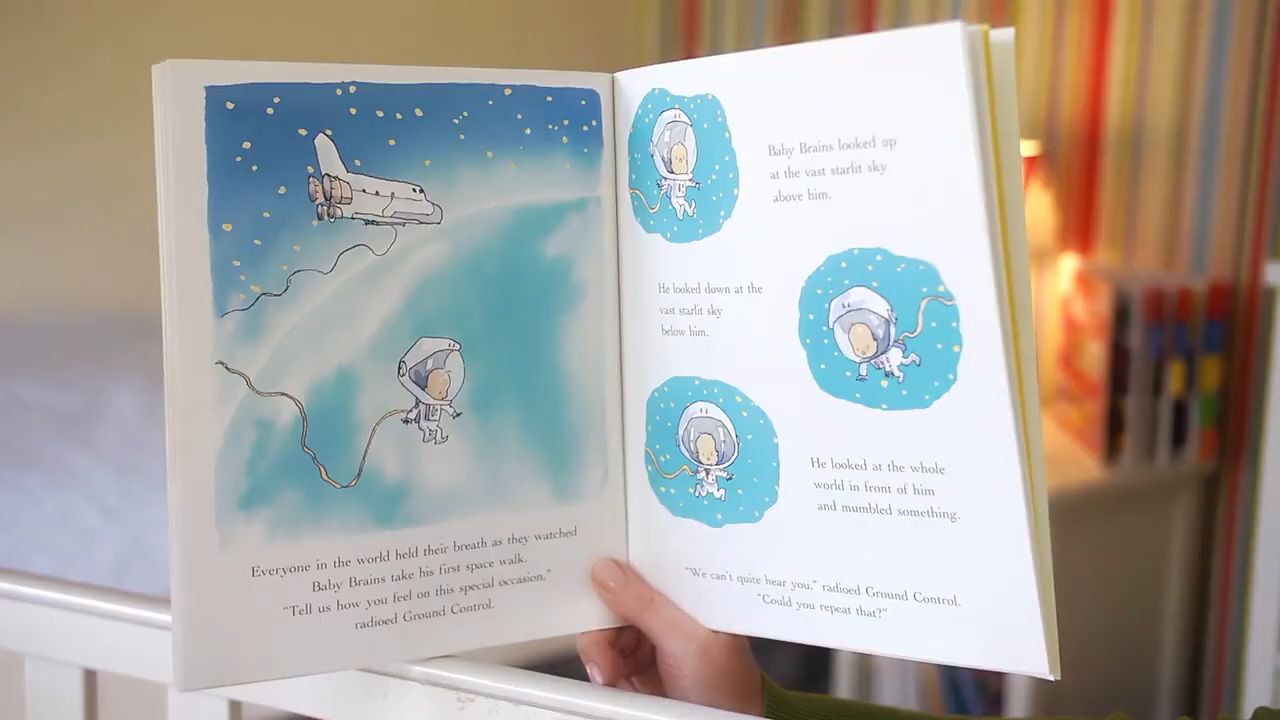 Everyone in the world held their breath as they watched
Baby Brains take his first space walk.
“Tell us how you feel on this special occasion,”
radioed Ground Control.
Baby Brains looked up
at the vast starlit sky
above him.
He looked down at the
vast starlit sky
below him.
He looked at the whole
world in front of him
and mumbled something.
“We can't quite hear you,” radioed Ground Control.
“Could you repeat that?”